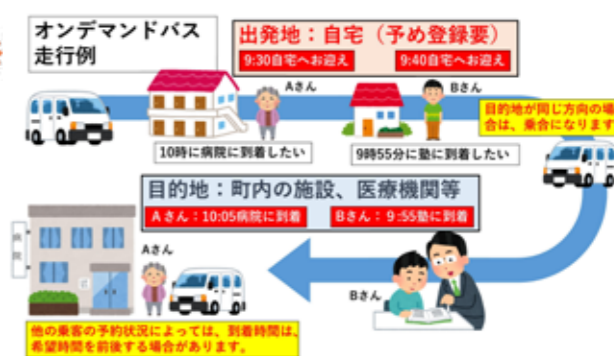 オンデマンドバス
走行例
出発地：自宅（予め登録要）
9:30自宅へお迎え
9:40自宅へお迎え
Aさん
Bさん
10時に病院に到着したい
9時55分に塾に到着したい
目的地が同じ方向の場
合は、乗合になります
目的地：町内の施設、医療機関等
Aさん：10:05病院に到着
Bさん：9:55塾に到着
病院
Aさん
Bさん
他の乗客の予約状況によっては、到着時間は、
希望時間を前後する場合があります。